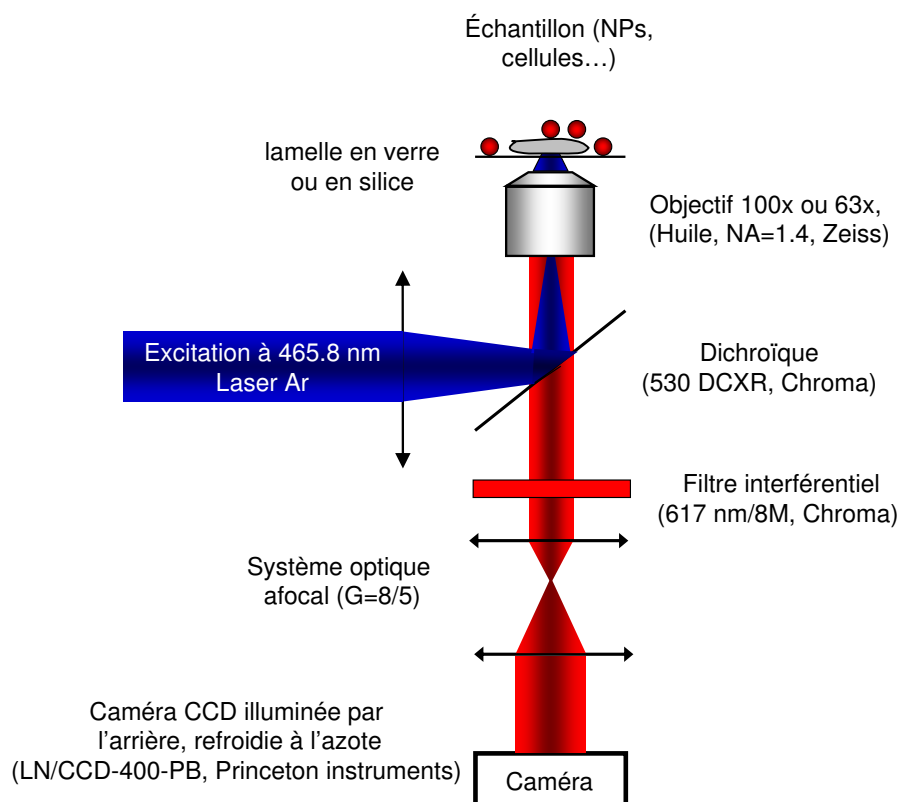 Échantillon (NPs,
cellules…)
lamelle en verre
ou en silice
Objectif 100x ou 63x,
(Huile, NA=1.4, Zeiss)
Excitation à 465.8 nm
Laser Ar
Dichroïque
(530 DCXR, Chroma)
Filtre interférentiel
(617 nm/8M, Chroma)
Système optique
afocal (G=8/5)
Caméra CCD illuminée par
l’arrière, refroidie à l’azote
(LN/CCD-400-PB, Princeton instruments)
Caméra